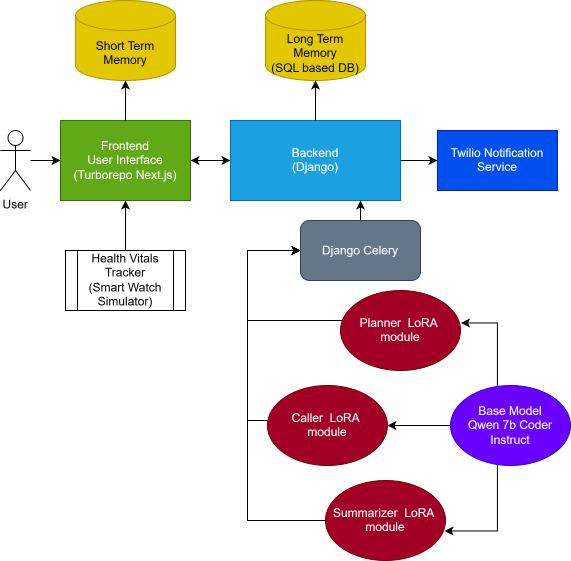 Short Term
Memory
Long Term
Memory
(SQL based DB)
Frontend
User Interface
(Turborepo Next.js)
Backend
(Django)
Twilio Notification
Service
User
Health Vitals
Tracker
(Smart Watch
Simulator)
Django Celery
Planner LoRA
module
Caller LoRA
module
Base Model
Qwen 7b Coder
Instruct
Summarizer LoRA
module